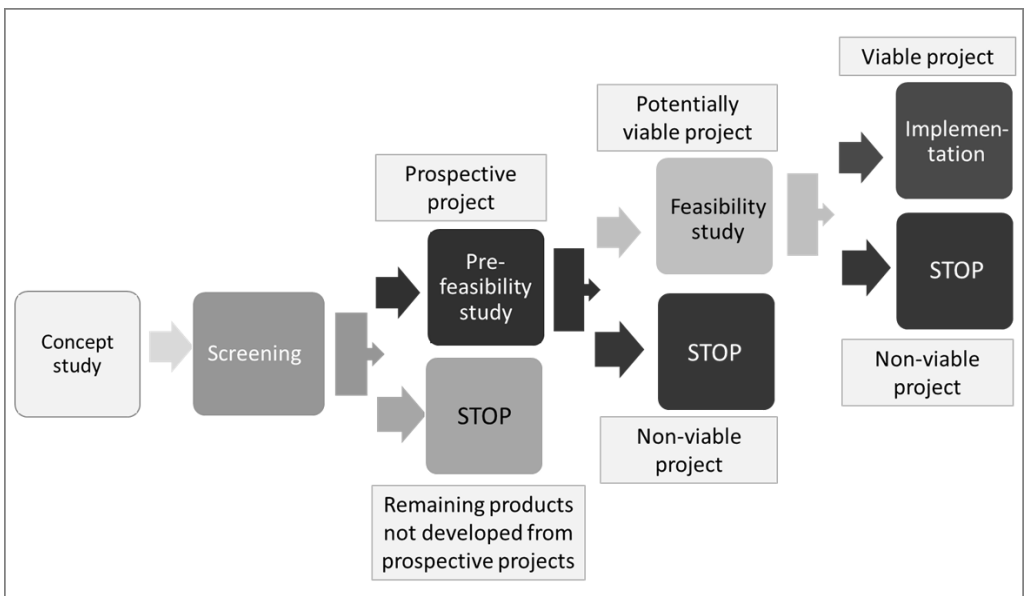 Concept
study
Screening
Prospective
project
Pre-
feasibility
study
STOP
Remaining products
not developed from
prospective projects
Potentially
viable project
Feasibility
study
STOP
Non-viable
project
Viable project
Implemen-
tation
STOP
Non-viable
project